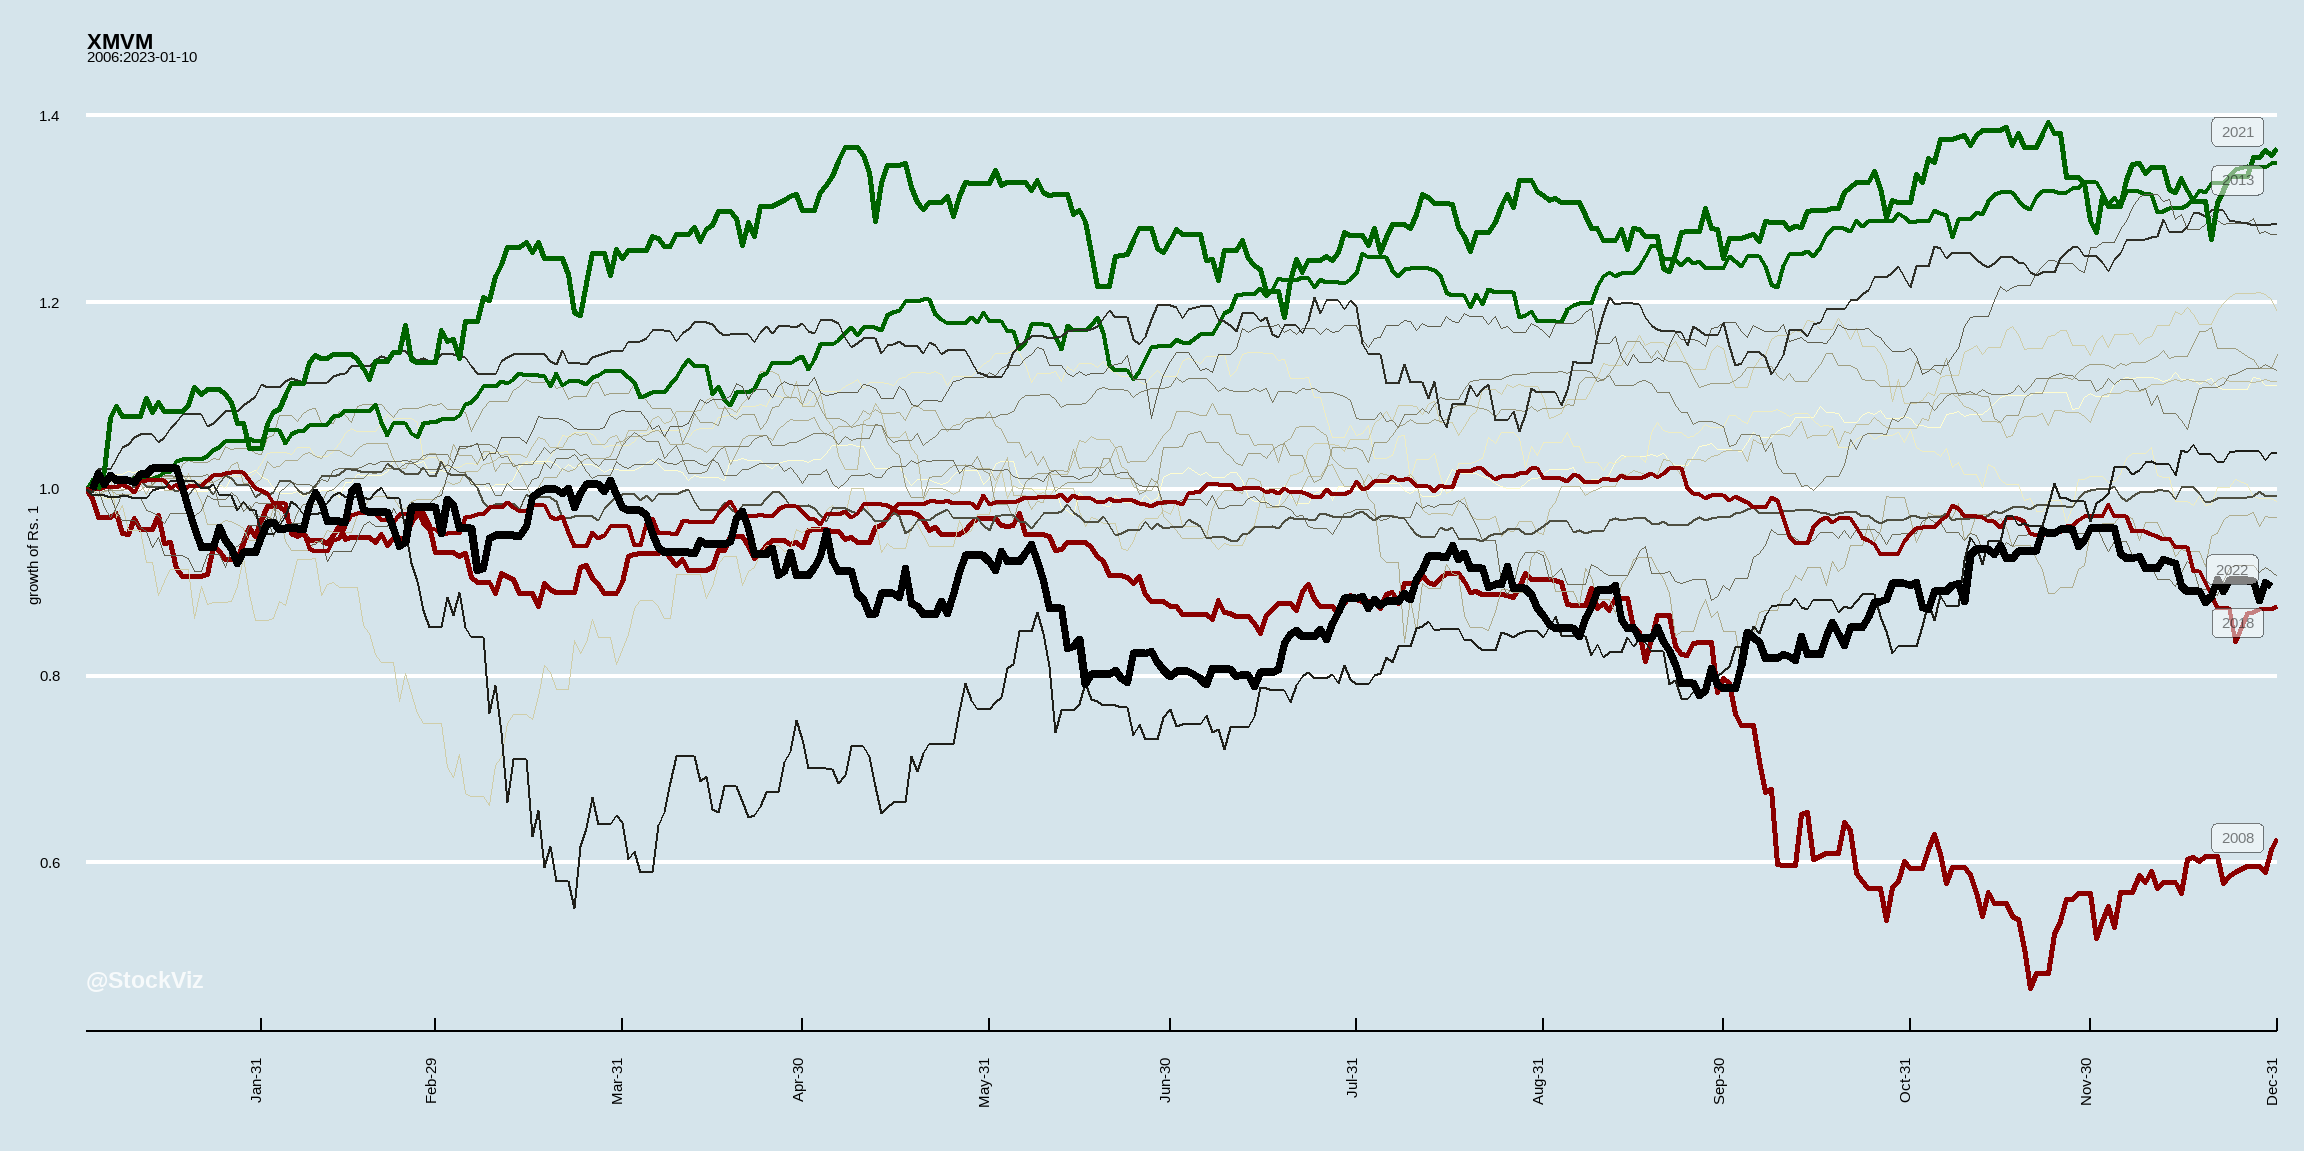 XMVM
2006:2023-01-10
1.4
1.2
1.0
0.8
0.6
growth of Rs. 1
2021
2013
2022
2018
2008
@StockViz
Jan-31
Feb-29
Mar-31
Apr-30
May-31
Jun-30
Jul-31
Aug-31
Sep-30
Oct-31
Nov-30
Dec-31